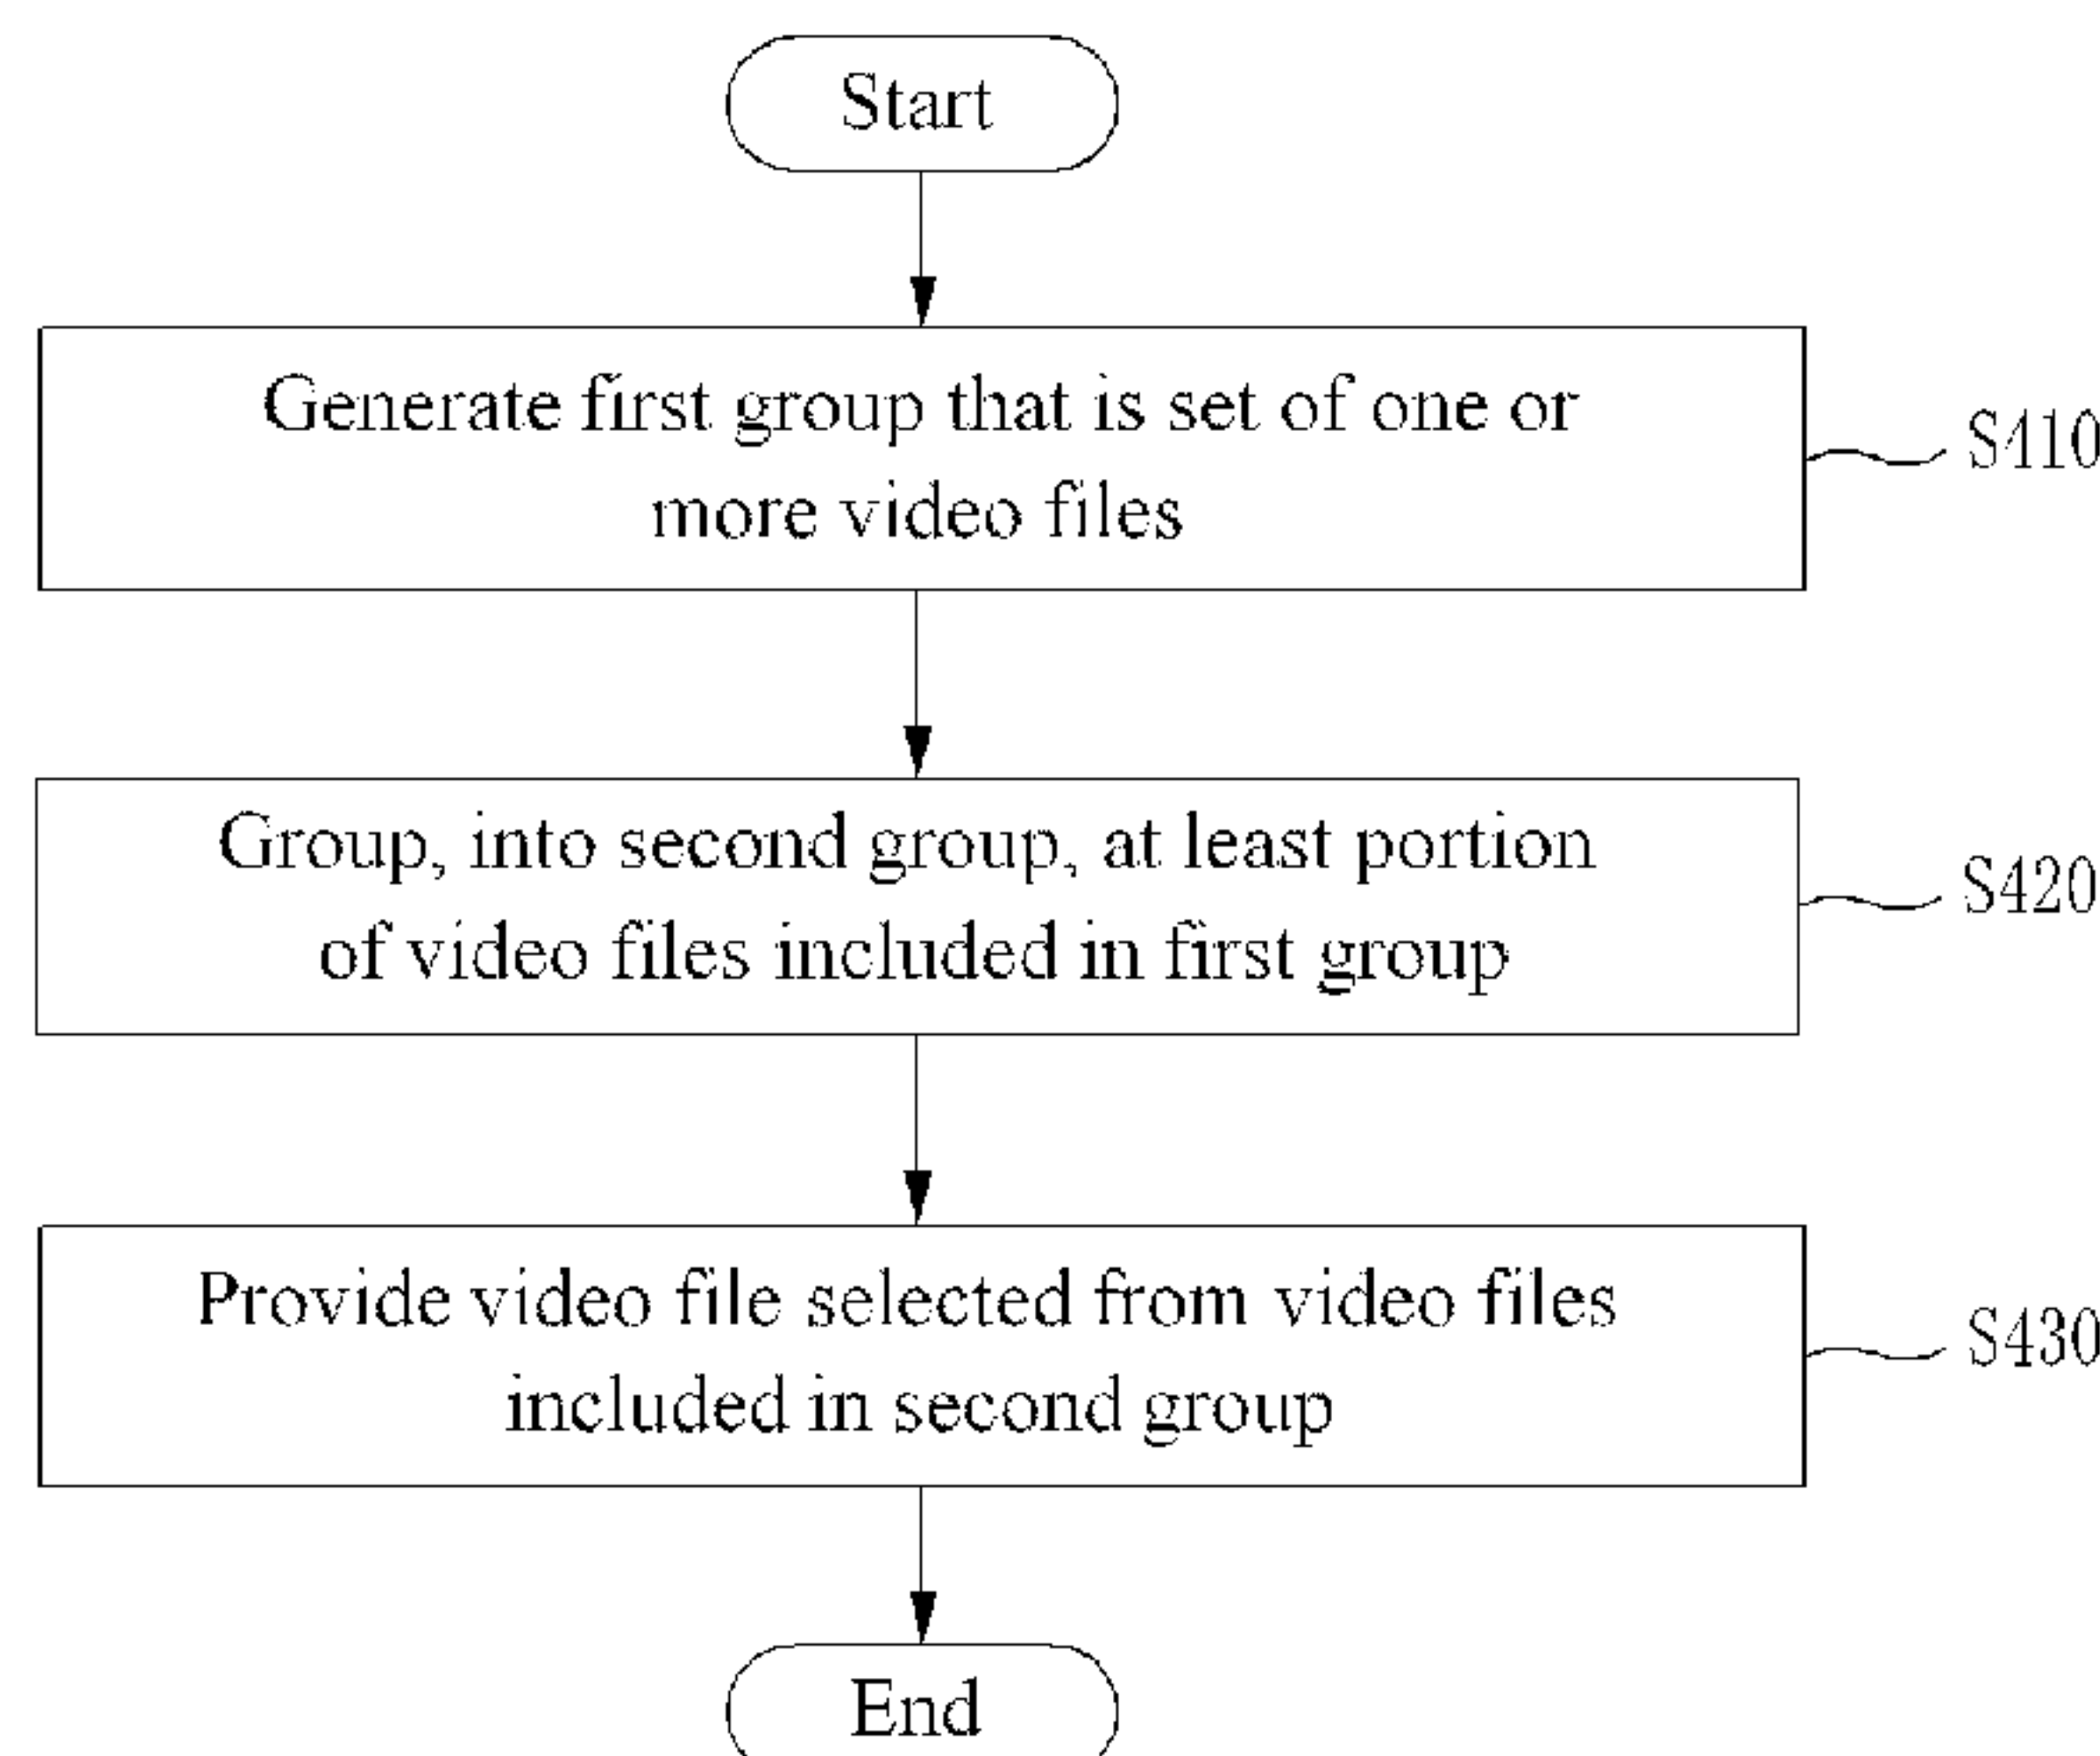 Start
Generate first group that is set of one or
more video files
S410
Group, into second group, at least portion
of video files included in first group
S420
Provide video file selected from video files
included in second group
S430
End